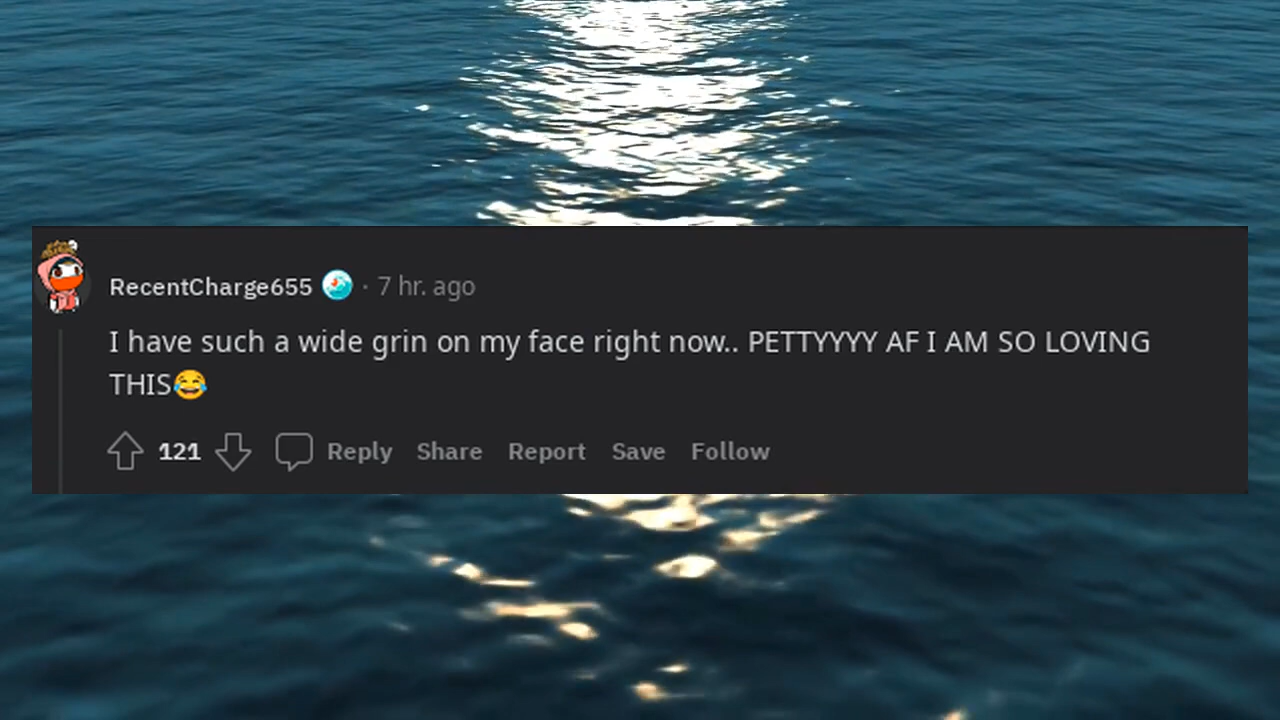 RecentCharge655 · 7 hr. ago
I have such a wide grin on my face right now.. PETTYYYY AF I AM SO LOVING
THIS😂
121 Reply Share Report Save Follow